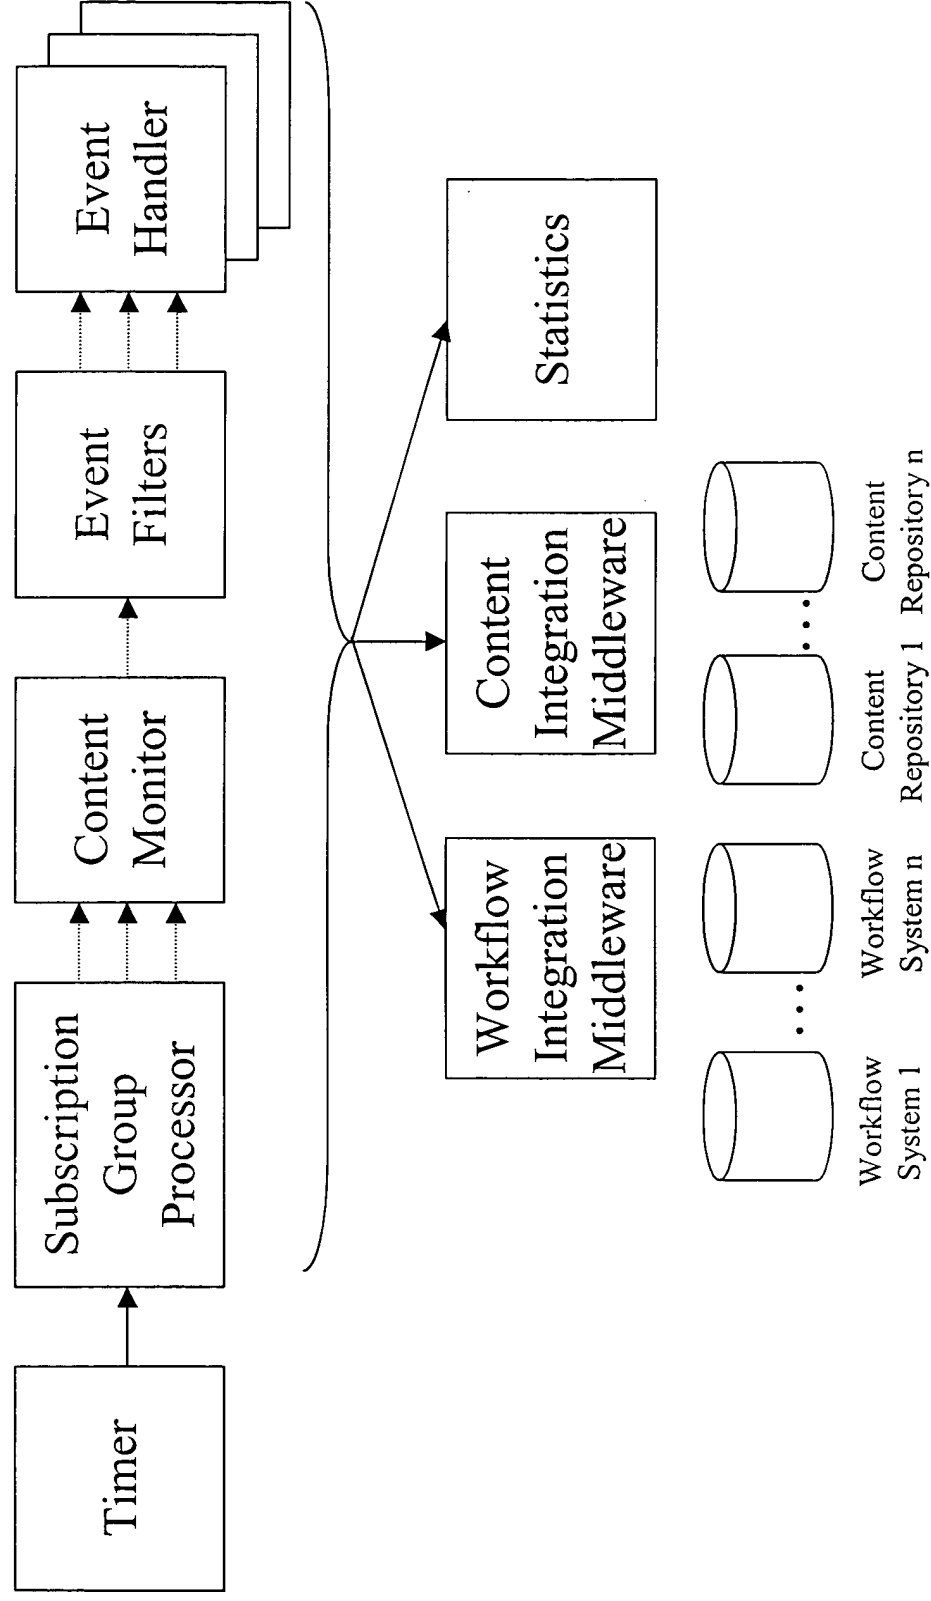 Timer
Subscription
Group
Processor
Content
Monitor
Event
Filters
Event
Handler
Workflow
Integration
Middleware
Content
Integration
Middleware
Statistics
Workflow
System 1
Workflow
System n
Content
Repository 1
Content
Repository n